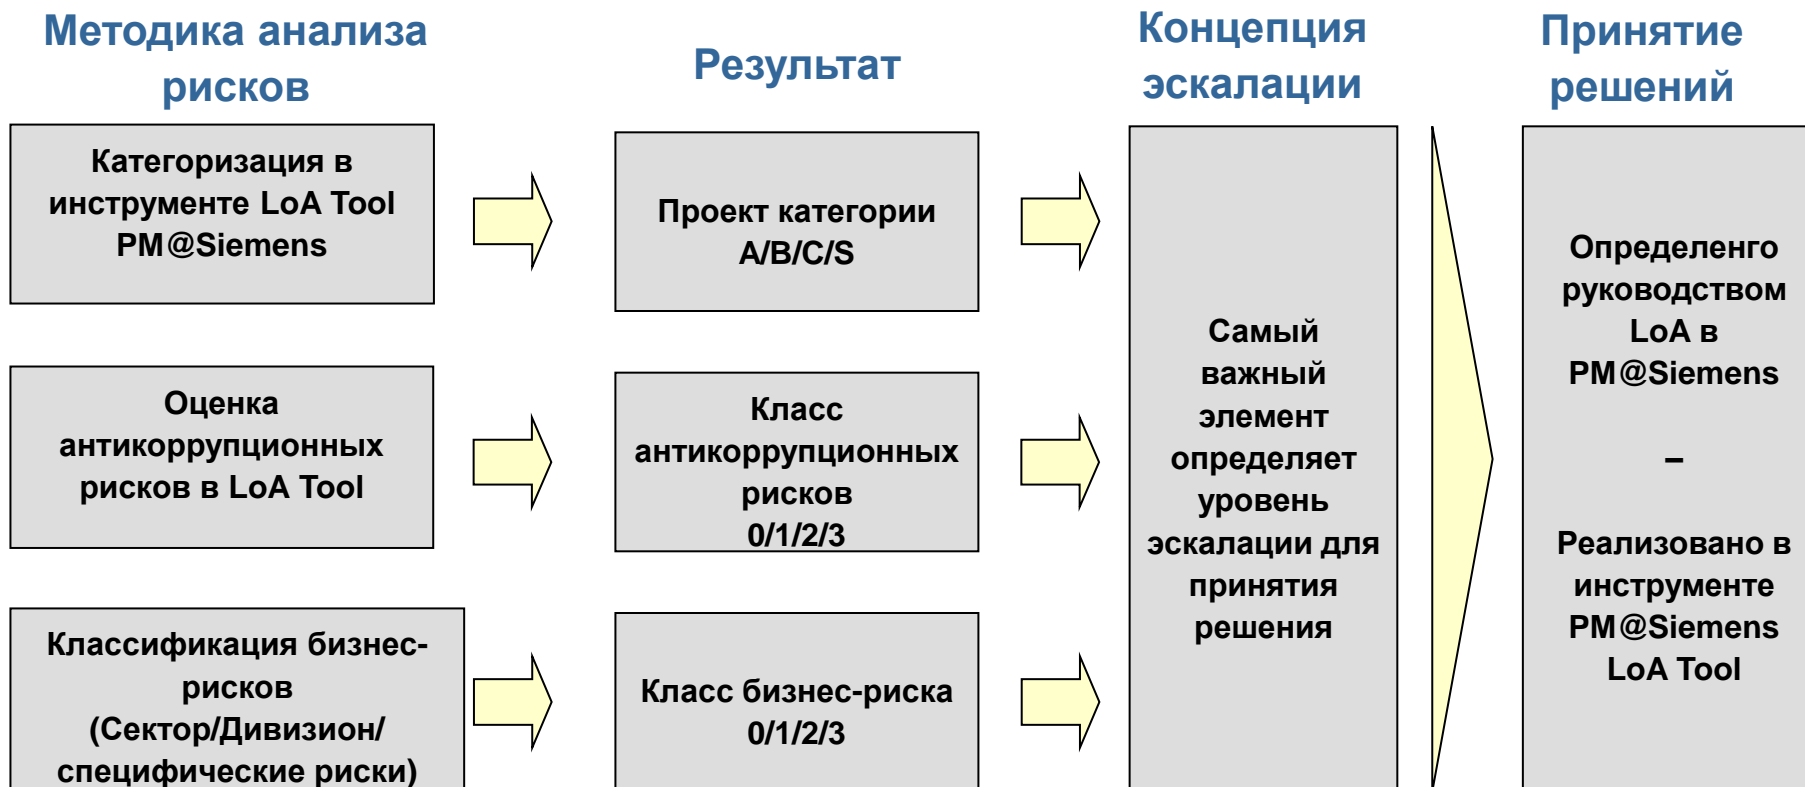 Методика анализа
рисков
Результат
Концепция
эскалации
Принятие
решений
Категоризация в
инструменте LoA Tool
PM@Siemens
Проект категории
A/B/C/S
Оценка
антикоррупционных
рисков в LoA Tool
Класс
антикоррупционных
рисков
0/1/2/3
Классификация бизнес-
рисков
(Сектор/Дивизион/
специфические риски)
Класс бизнес-риска
0/1/2/3
Самый
важный
элемент
определяет
уровень
эскалации для
принятия
решения
Определенго
руководством
LoA в
PM@Siemens
–
Реализовано в
инструменте
PM@Siemens
LoA Tool